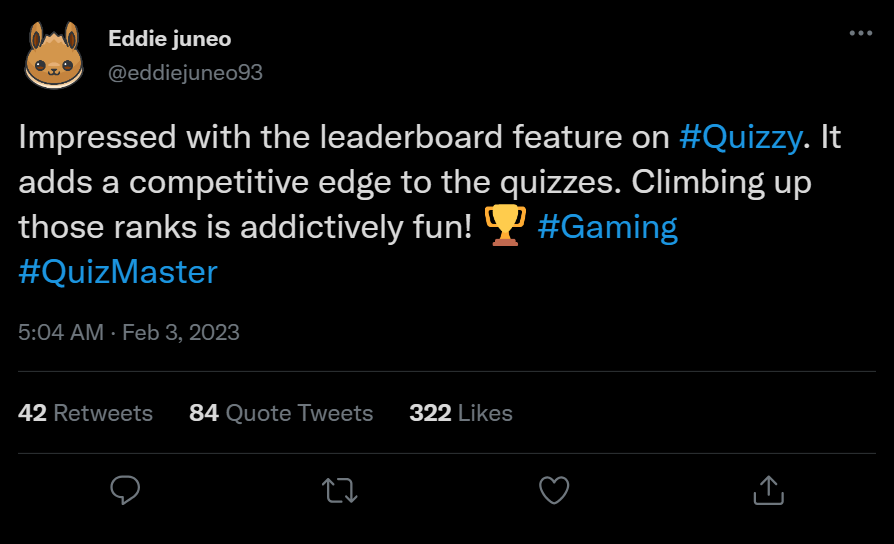 Eddie juneo
@eddiejuneo93
Impressed with the leaderboard feature on #Quizzy. It
adds a competitive edge to the quizzes. Climbing up
those ranks is addictively fun! 🏆 #Gaming
#QuizMaster
5:04 AM · Feb 3, 2023
42 Retweets 84 Quote Tweets 322 Likes